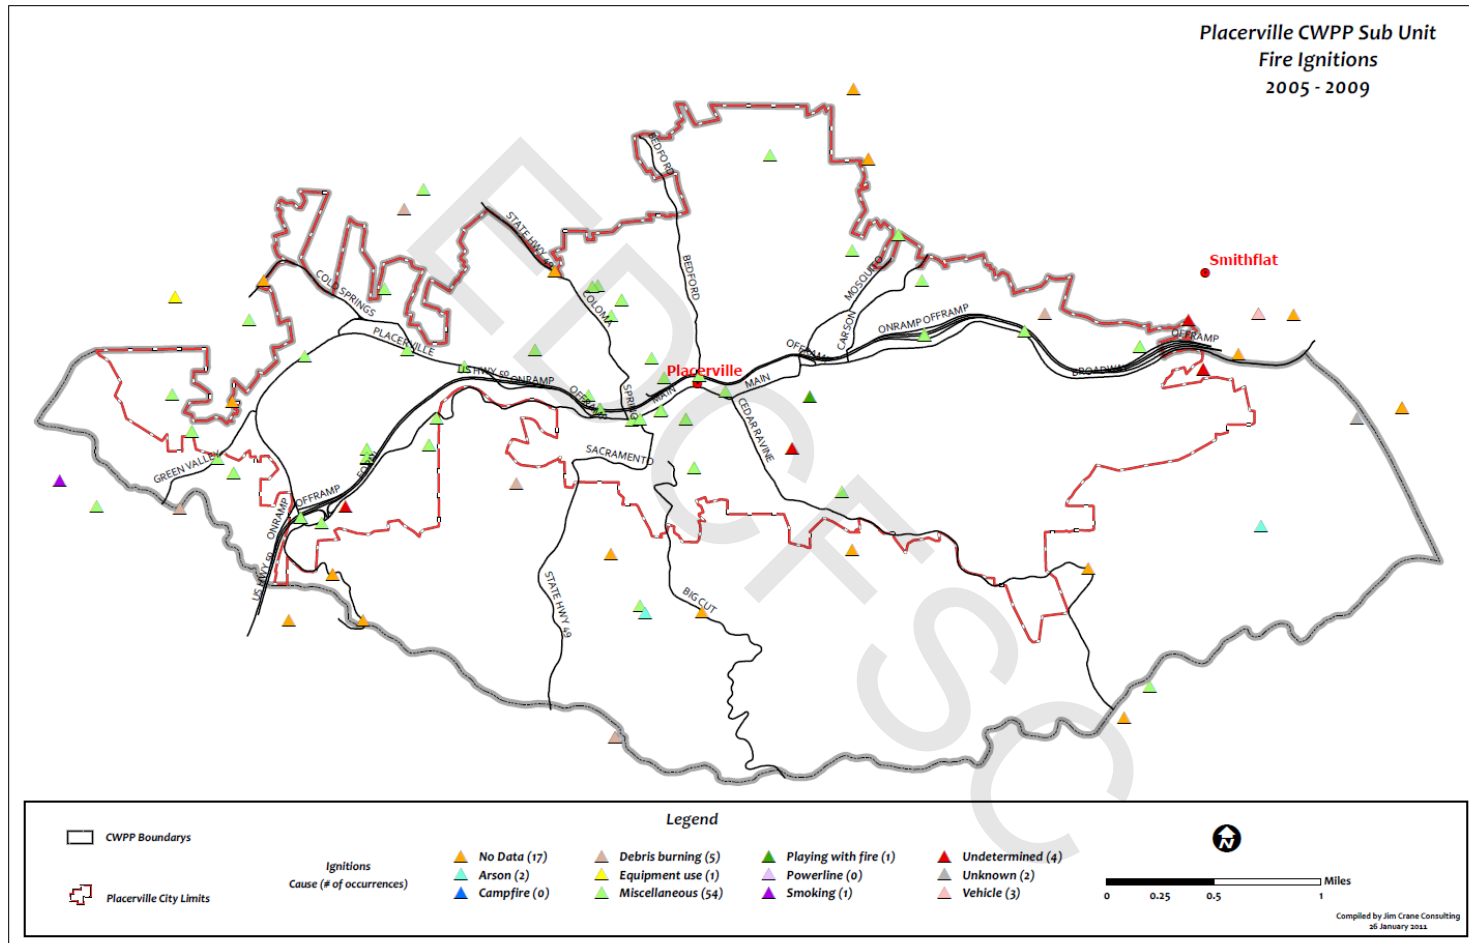 Placerville CWPP Sub Unit
Fire Ignitions
2005 - 2009
EDCFSC
BEDFORD
STATE HWY 49
Smithflat
COLD SPRINGS
COLOMA
BEDFORD
MOSQUITO
CARSON
ONRAMP OFFRAMP
PLACERVILLE
OFFRAMP
OFFRAMP
US HWY 50 ONRAMP
Placerville
BROADWAY
OFFRAMP
SPRING
MAIN
MAIN
CEDAR RAVINE
GREEN VALLEY
FORNI
SACRAMENTO
OFFRAMP
ONRAMP
US HWY 50
STATE HWY 49
BIG CUT
Legend
CWPP Boundarys
Placerville City Limits
Ignitions
Cause (# of occurrences)
No Data (17)
Arson (2)
Campfire (0)
Debris burning (5)
Equipment use (1)
Miscellaneous (54)
Playing with fire (1)
Powerline (0)
Smoking (1)
Undetermined (4)
Unknown (2)
Vehicle (3)
N
Miles
0 0.25 0.5 1
Compiled by Jim Crane Consulting
26 January 2011